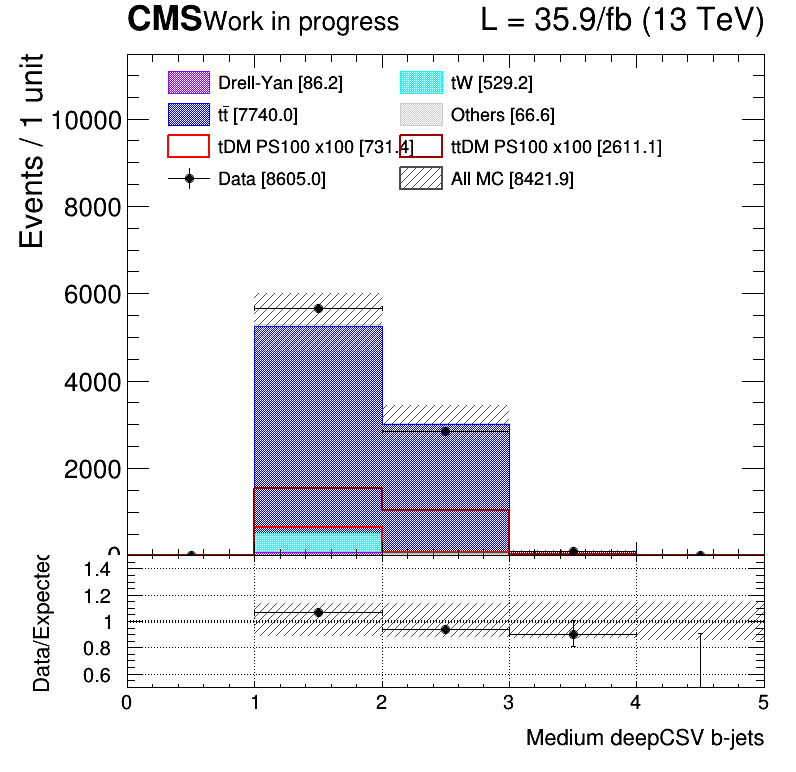 CMS Work in progress L = 35.9/fb (13 TeV)
Events / 1 unit
Drell-Yan [86.2] tW [529.2]
tt̄ [7740.0] Others [66.6]
tDM PS100 x100 [731.4] ttDM PS100 x100 [2611.1]
Data [8605.0] All MC [8421.9]
10000
8000
6000
4000
2000
0
Data/Expected
1.4
1.2
1
0.8
0.6
0 1 2 3 4 5
Medium deepCSV b-jets